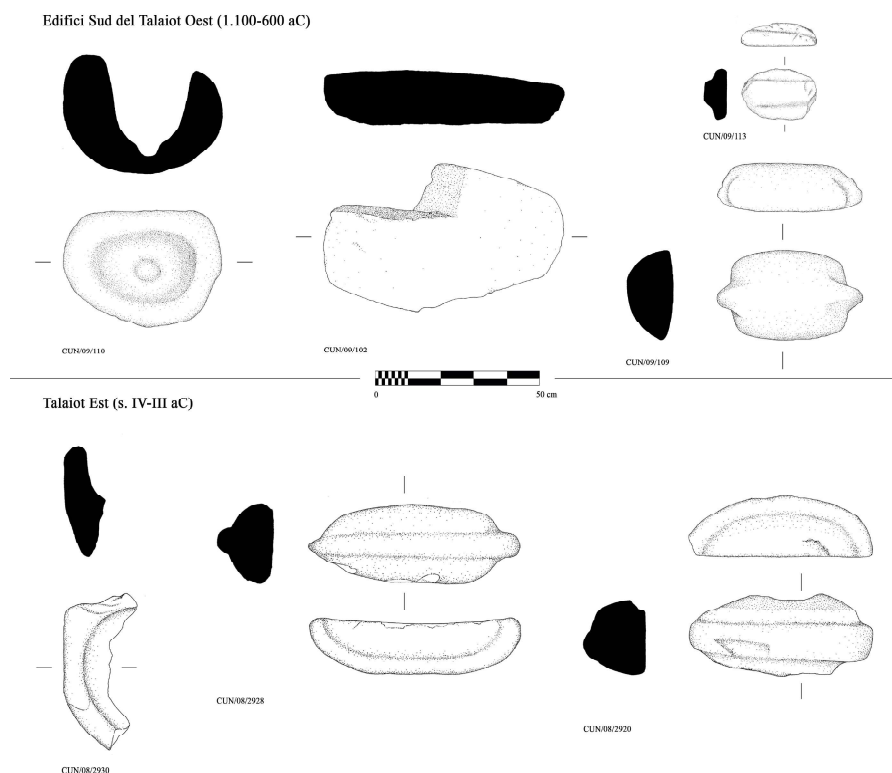 Edifici Sud del Talaiot Oest (1.100-600 aC)
CUN/09/113
CUN/09/110
CUN/09/102
CUN/09/109
0 50 cm
Talaiot Est (s. IV-III aC)
CUN/08/2928
CUN/08/2920
CUN/08/2930